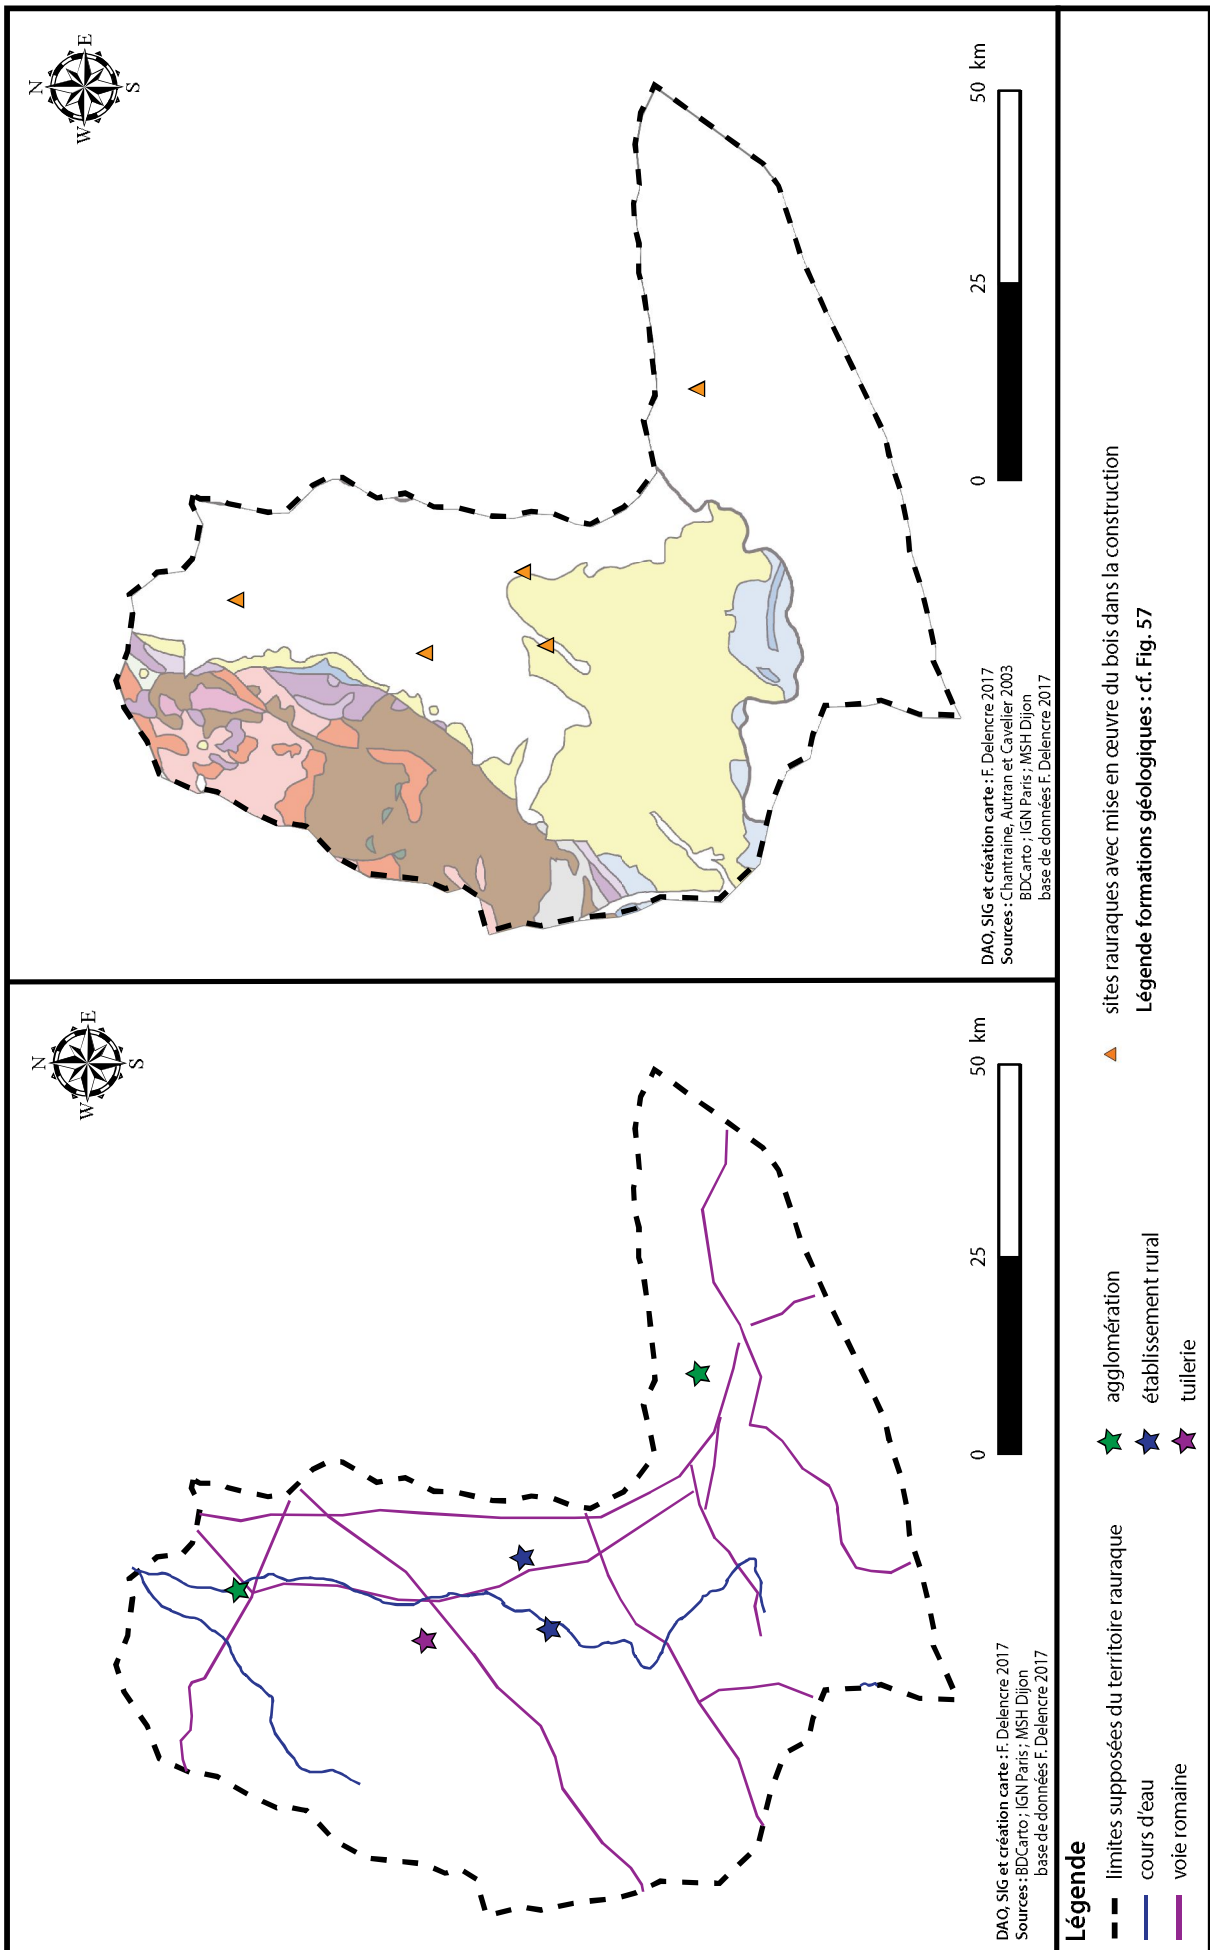 N
W E
S
0 25 50 km
DAO, SIG et création carte : F. Delencre 2017
Sources : BDCarto ; IGN Paris ; MSH Dijon
base de données F. Delencre 2017
N
W E
S
0 25 50 km
DAO, SIG et création carte : F. Delencre 2017
Sources : Chantraine, Autran et Cavelier 2003
BDCarto ; IGN Paris ; MSH Dijon
base de données F. Delencre 2017
Légende
limites supposées du territoire rauraque
cours d'eau
voie romaine
agglomération
établissement rural
tuilerie
sites rauraques avec mise en œuvre du bois dans la construction
Légende formations géologiques : cf. Fig. 57